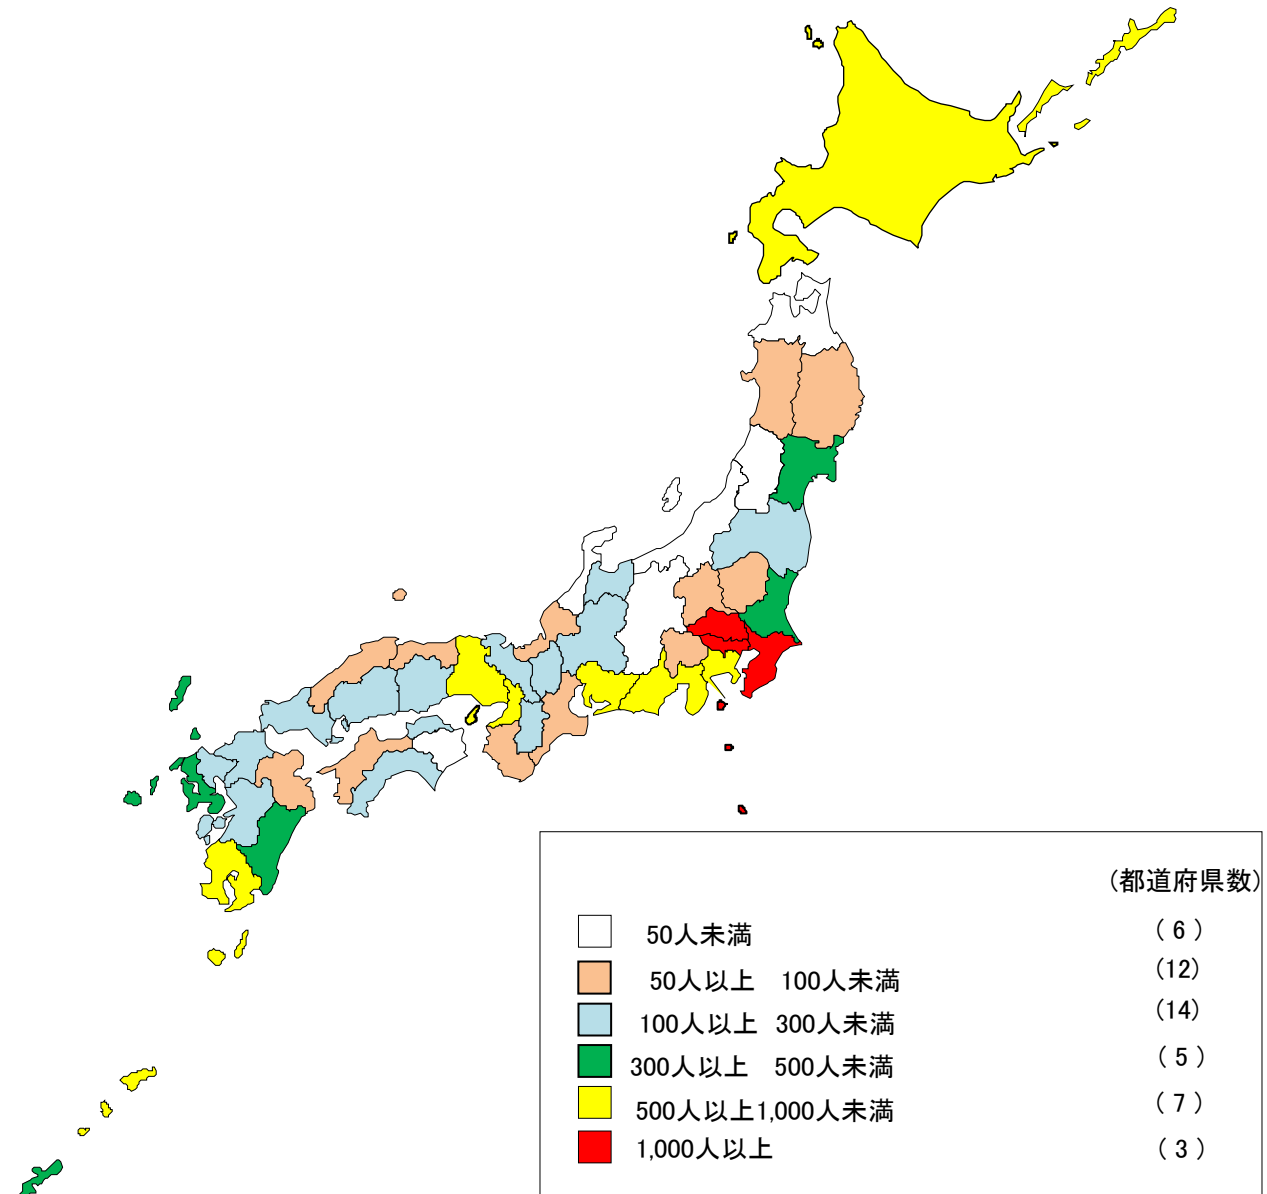 (都道府県数)
50人未満 ( 6 )
50人以上 100人未満 (12)
100人以上 300人未満 (14)
300人以上 500人未満 ( 5 )
500人以上1,000人未満 ( 7 )
1,000人以上 ( 3 )